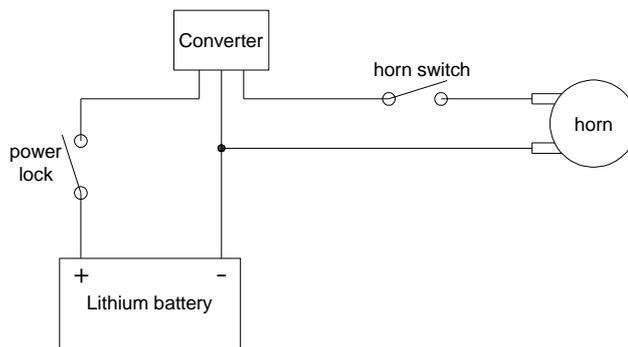 Converter
horn switch
horn
power
lock
+ -
Lithium battery